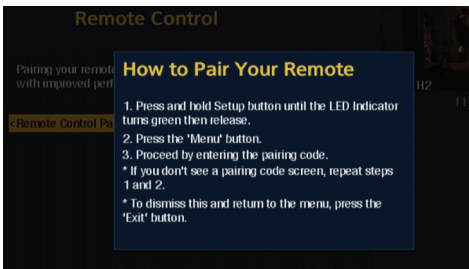 Remote Control
Pairing your remot
with improved perf
<Remote Control Pa
H2
11
How to Pair Your Remote
1. Press and hold Setup button until the LED Indicator
turns green then release.
2. Press the 'Menu' button.
3. Proceed by entering the pairing code.
* If you don't see a pairing code screen, repeat steps
1 and 2.
* To dismiss this and return to the menu, press the
'Exit' button.